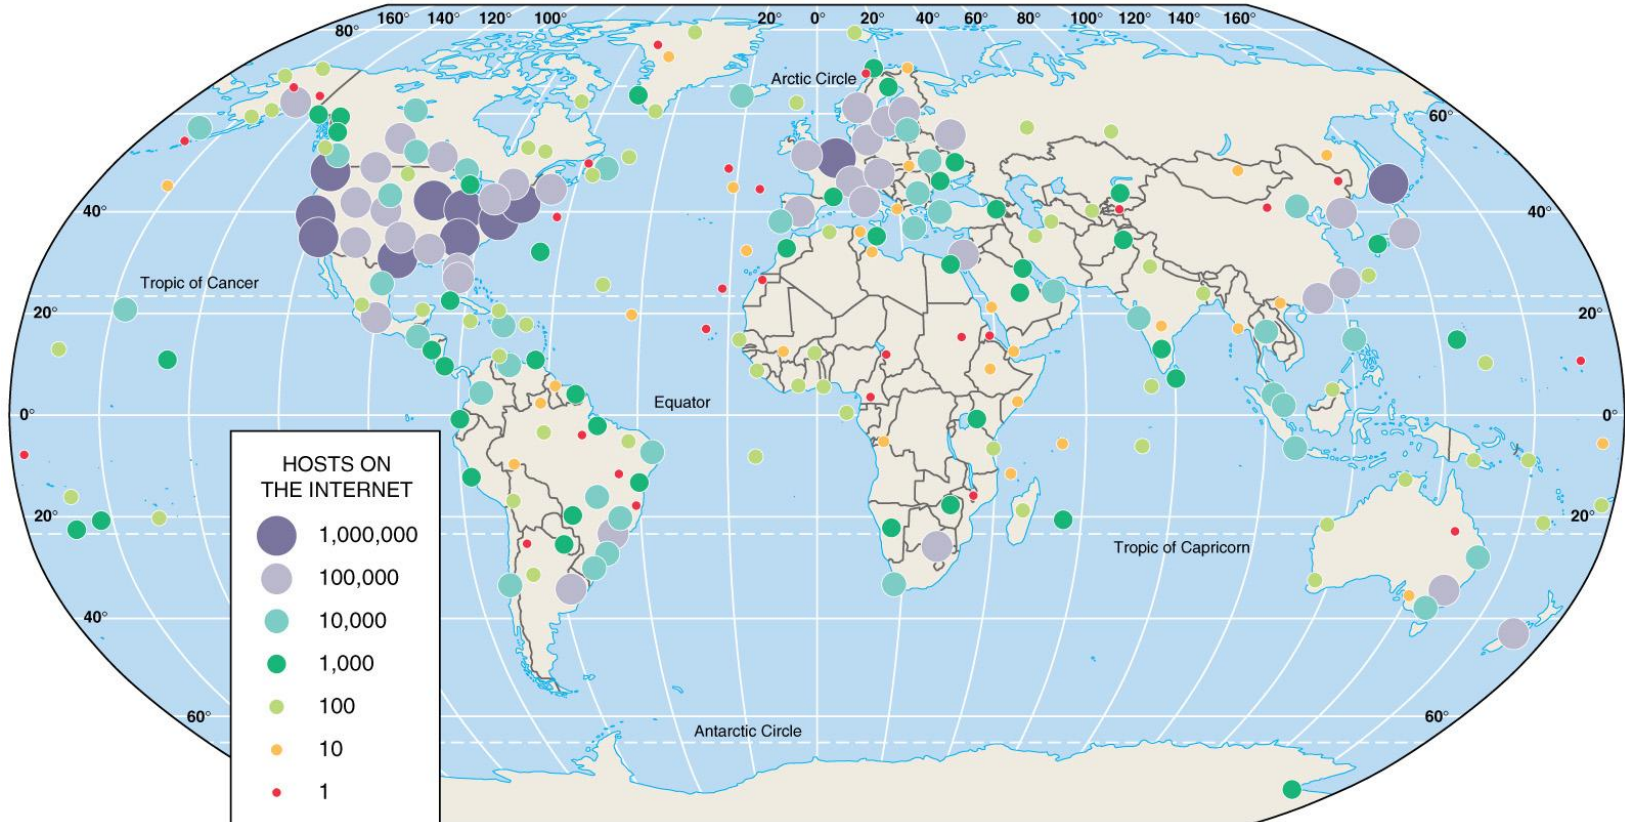 160° 140° 120° 100° 20° 0° 20° 40° 60° 80° 100° 120° 140° 160°
80°
Arctic Circle
60°
40° 40°
Tropic of Cancer
20° 20°
Equator
0° 0°
HOSTS ON
THE INTERNET
1,000,000
100,000
10,000
1,000
100
10
1
20° 20°
Tropic of Capricorn
40° 40°
60° 60°
Antarctic Circle